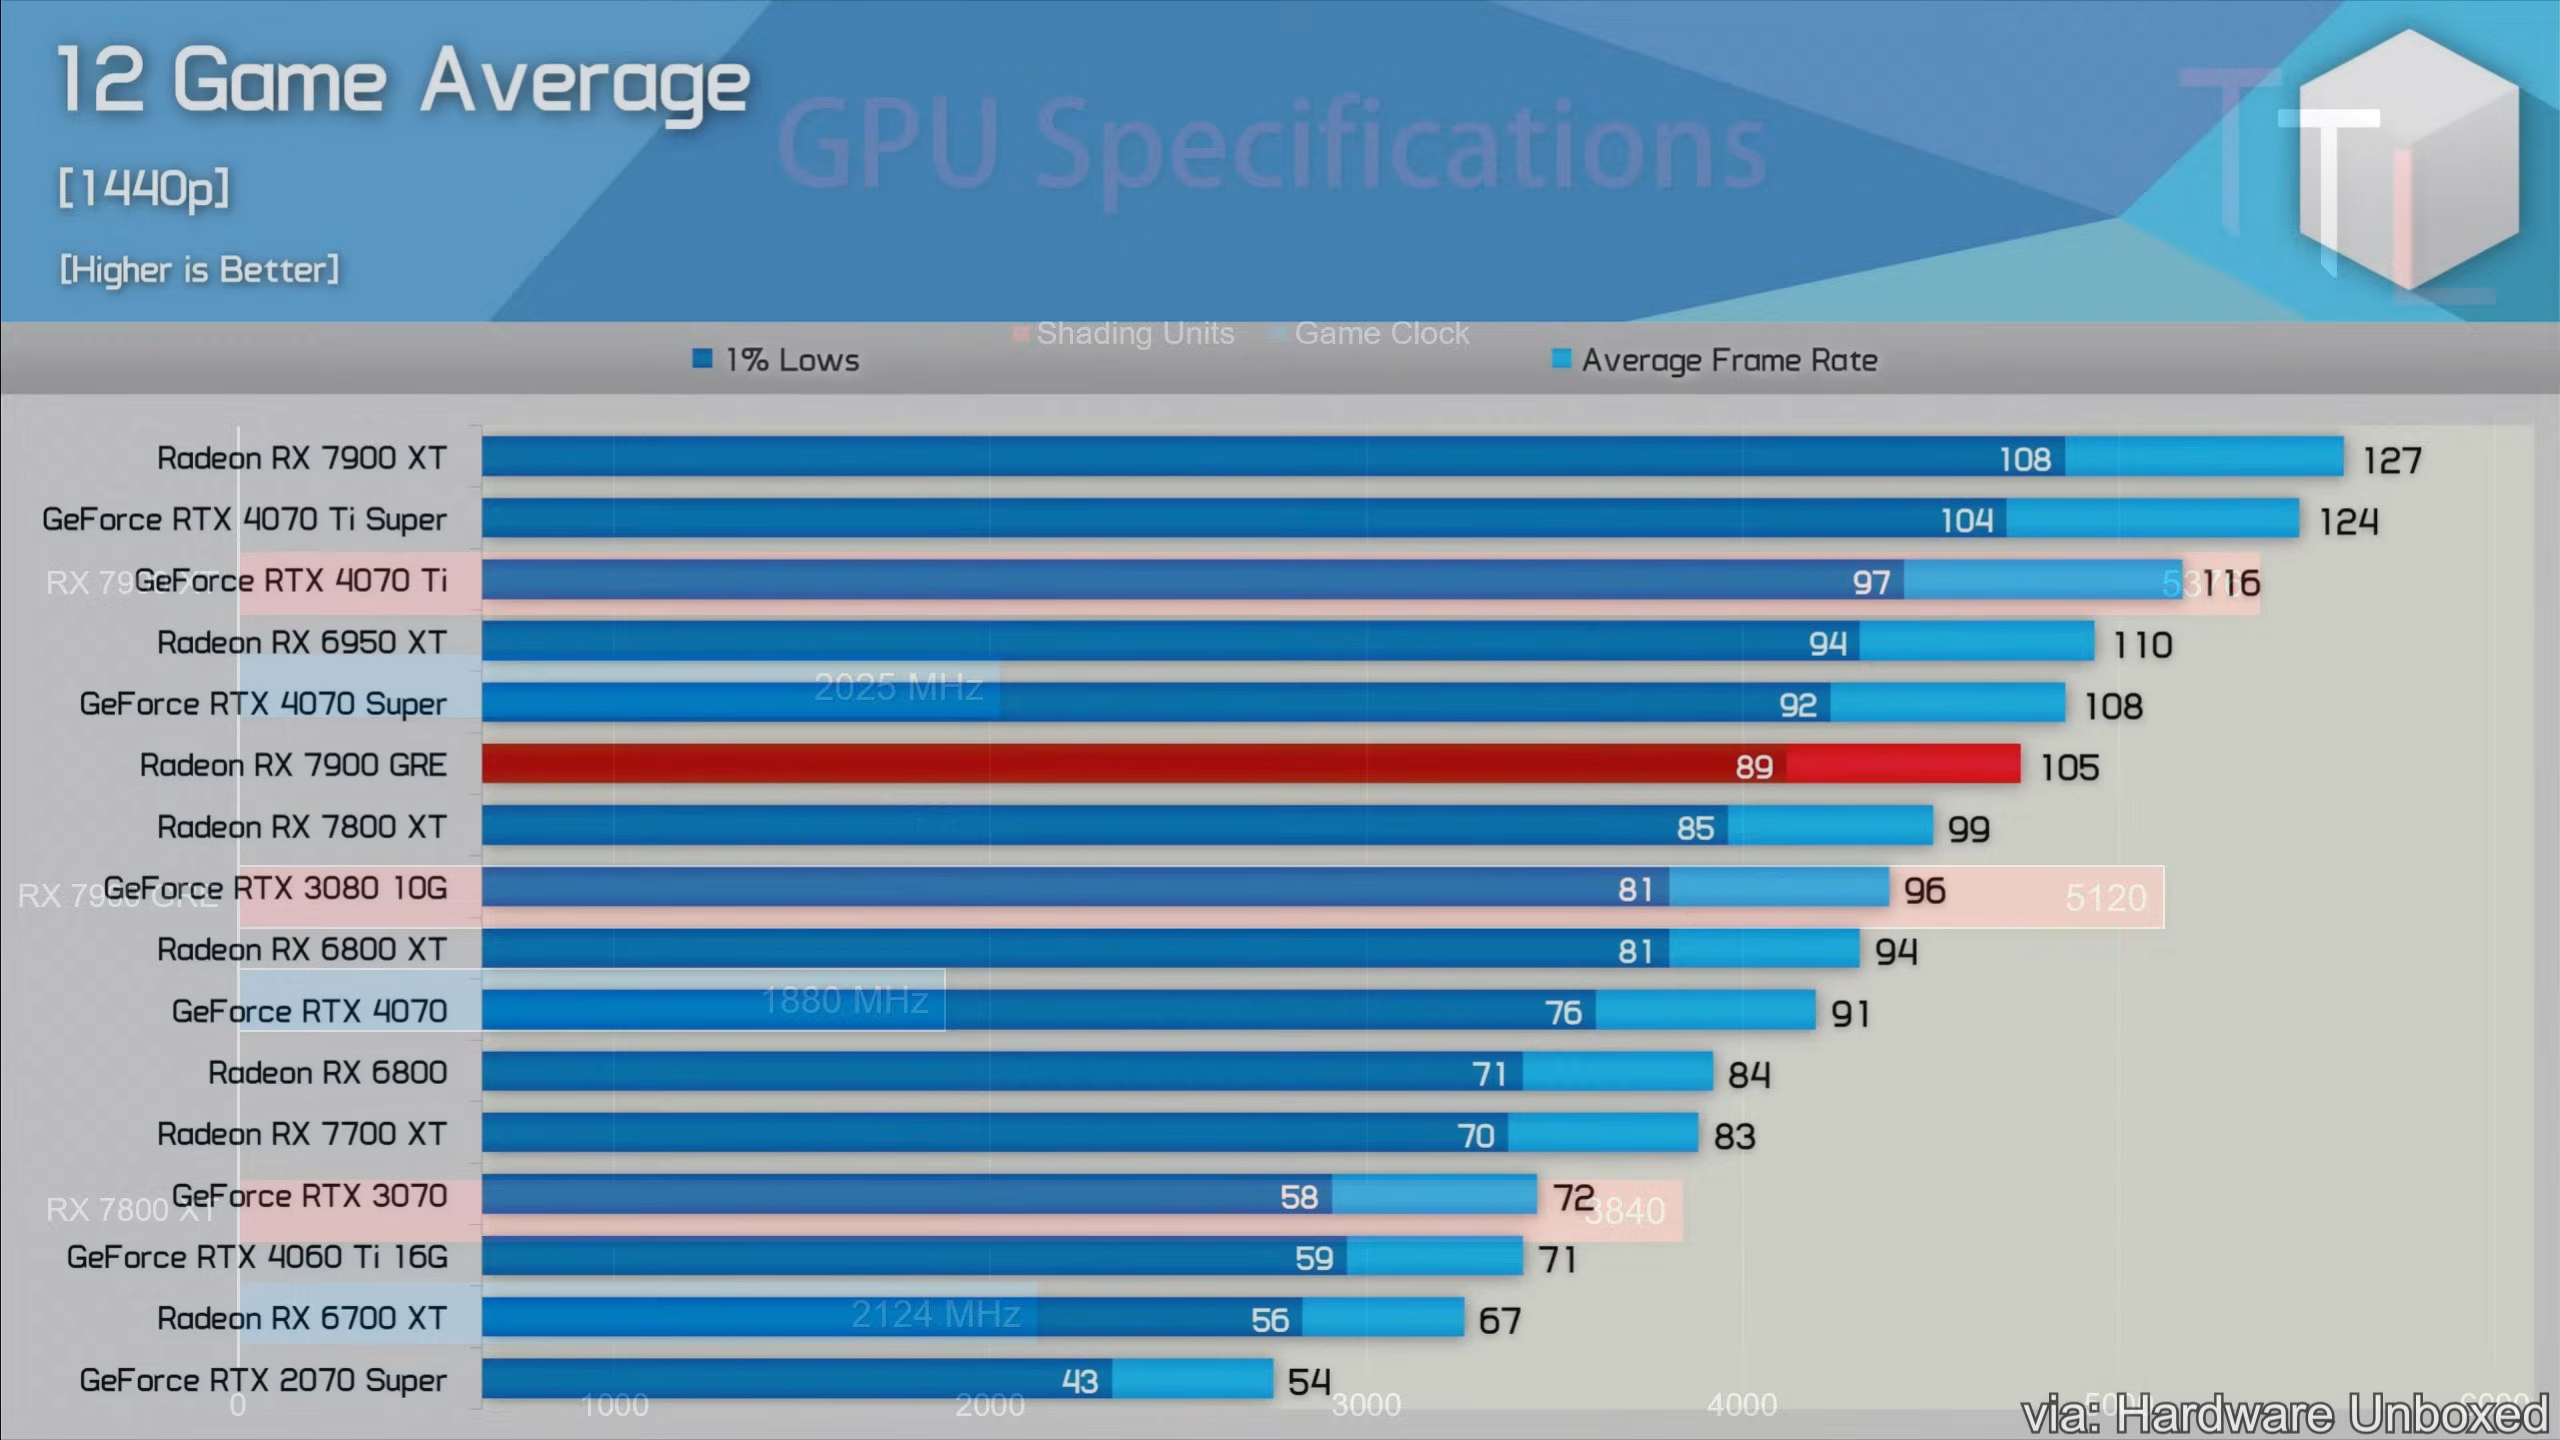 12 Game Average
GPU Specifications
[1440p]
[Higher is Better]
Shading Units Game Clock
1% Lows Average Frame Rate
Radeon RX 7900 XT 108 127
GeForce RTX 4070 Ti Super 104 124
GeForce RTX 4070 Ti 97 116
Radeon RX 6950 XT 94 110
2025 MHz
GeForce RTX 4070 Super 92 108
Radeon RX 7900 GRE 89 105
Radeon RX 7800 XT 85 99
GeForce RTX 3080 10G 81 96 5120
Radeon RX 6800 XT 81 94
1880 MHz
GeForce RTX 4070 76 91
Radeon RX 6800 71 84
Radeon RX 7700 XT 70 83
GeForce RTX 3070 58 72
RX 7800 XT 3840
GeForce RTX 4060 Ti 16G 59 71
2124 MHz
Radeon RX 6700 XT 56 67
GeForce RTX 2070 Super 43 54
0 1000 2000 3000 4000
via: Hardware Unboxed